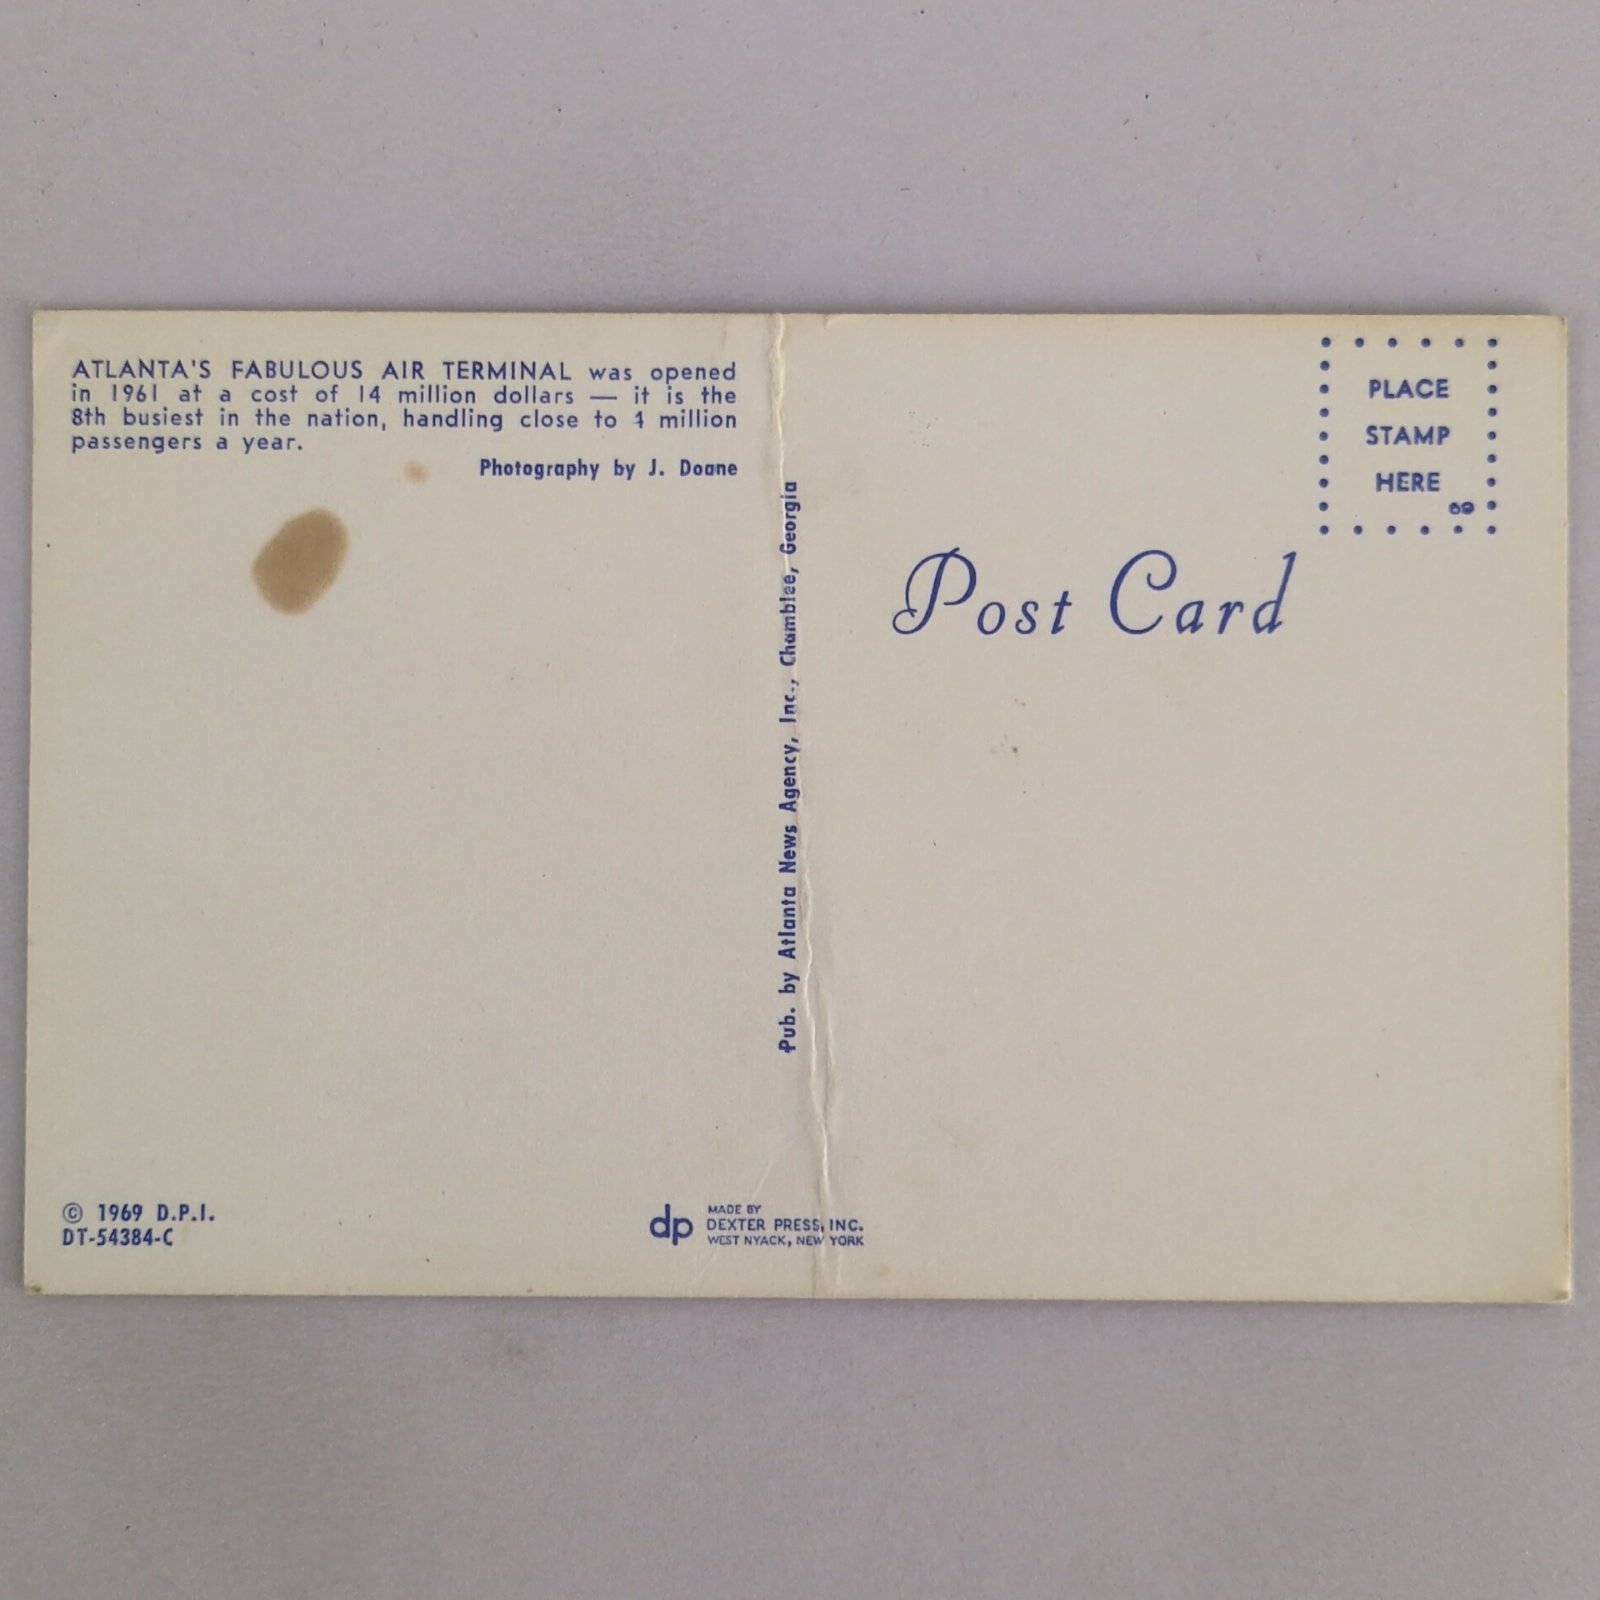 ATLANTA'S FABULOUS AIR TERMINAL was opened
in 1961 at a cost of 14 million dollars — it is the
8th busiest in the nation, handling close to 4 million
passengers a year.
Photography by J. Doane
Pub. by Atlanta News Agency, Inc., Chamblee, Georgia
PLACE
STAMP
HERE
69
Post Card
© 1969 D.P.I.
DT-54384-C
dp
MADE BY
DEXTER PRESS, INC.
WEST NYACK, NEW YORK